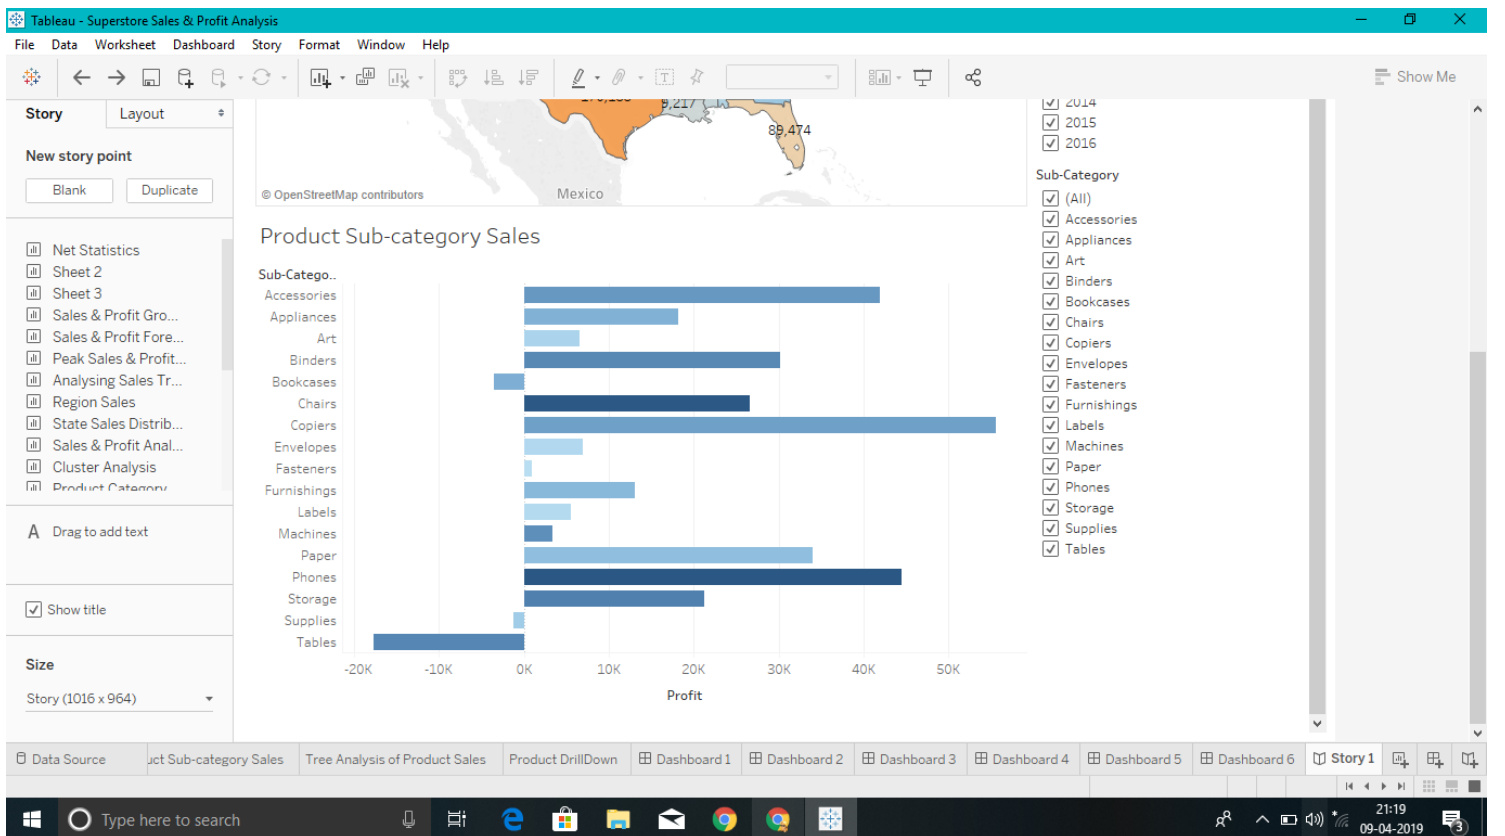 Tableau - Superstore Sales & Profit Analysis
File Data Worksheet Dashboard Story Format Window Help
Show Me
Story Layout
New story point
Blank Duplicate
Net Statistics
Sheet 2
Sheet 3
Sales & Profit Gro...
Sales & Profit Fore...
Peak Sales & Profit...
Analysing Sales Tr...
Region Sales
State Sales Distrib...
Sales & Profit Anal...
Cluster Analysis
Product Category
A Drag to add text
Show title
Size
Story (1016 x 964)
89,474
© OpenStreetMap contributors
Mexico
Product Sub-category Sales
Sub-Catego..
Accessories
Appliances
Art
Binders
Bookcases
Chairs
Copiers
Envelopes
Fasteners
Furnishings
Labels
Machines
Paper
Phones
Storage
Supplies
Tables
-20K -10K 0K 10K 20K 30K 40K 50K
Profit
2014
2015
2016
Sub-Category
(All)
Accessories
Appliances
Art
Binders
Bookcases
Chairs
Copiers
Envelopes
Fasteners
Furnishings
Labels
Machines
Paper
Phones
Storage
Supplies
Tables
Data Source uct Sub-category Sales Tree Analysis of Product Sales Product DrillDown Dashboard 1 Dashboard 2 Dashboard 3 Dashboard 4 Dashboard 5 Dashboard 6 Story 1
Type here to search
21:19
09-04-2019
3